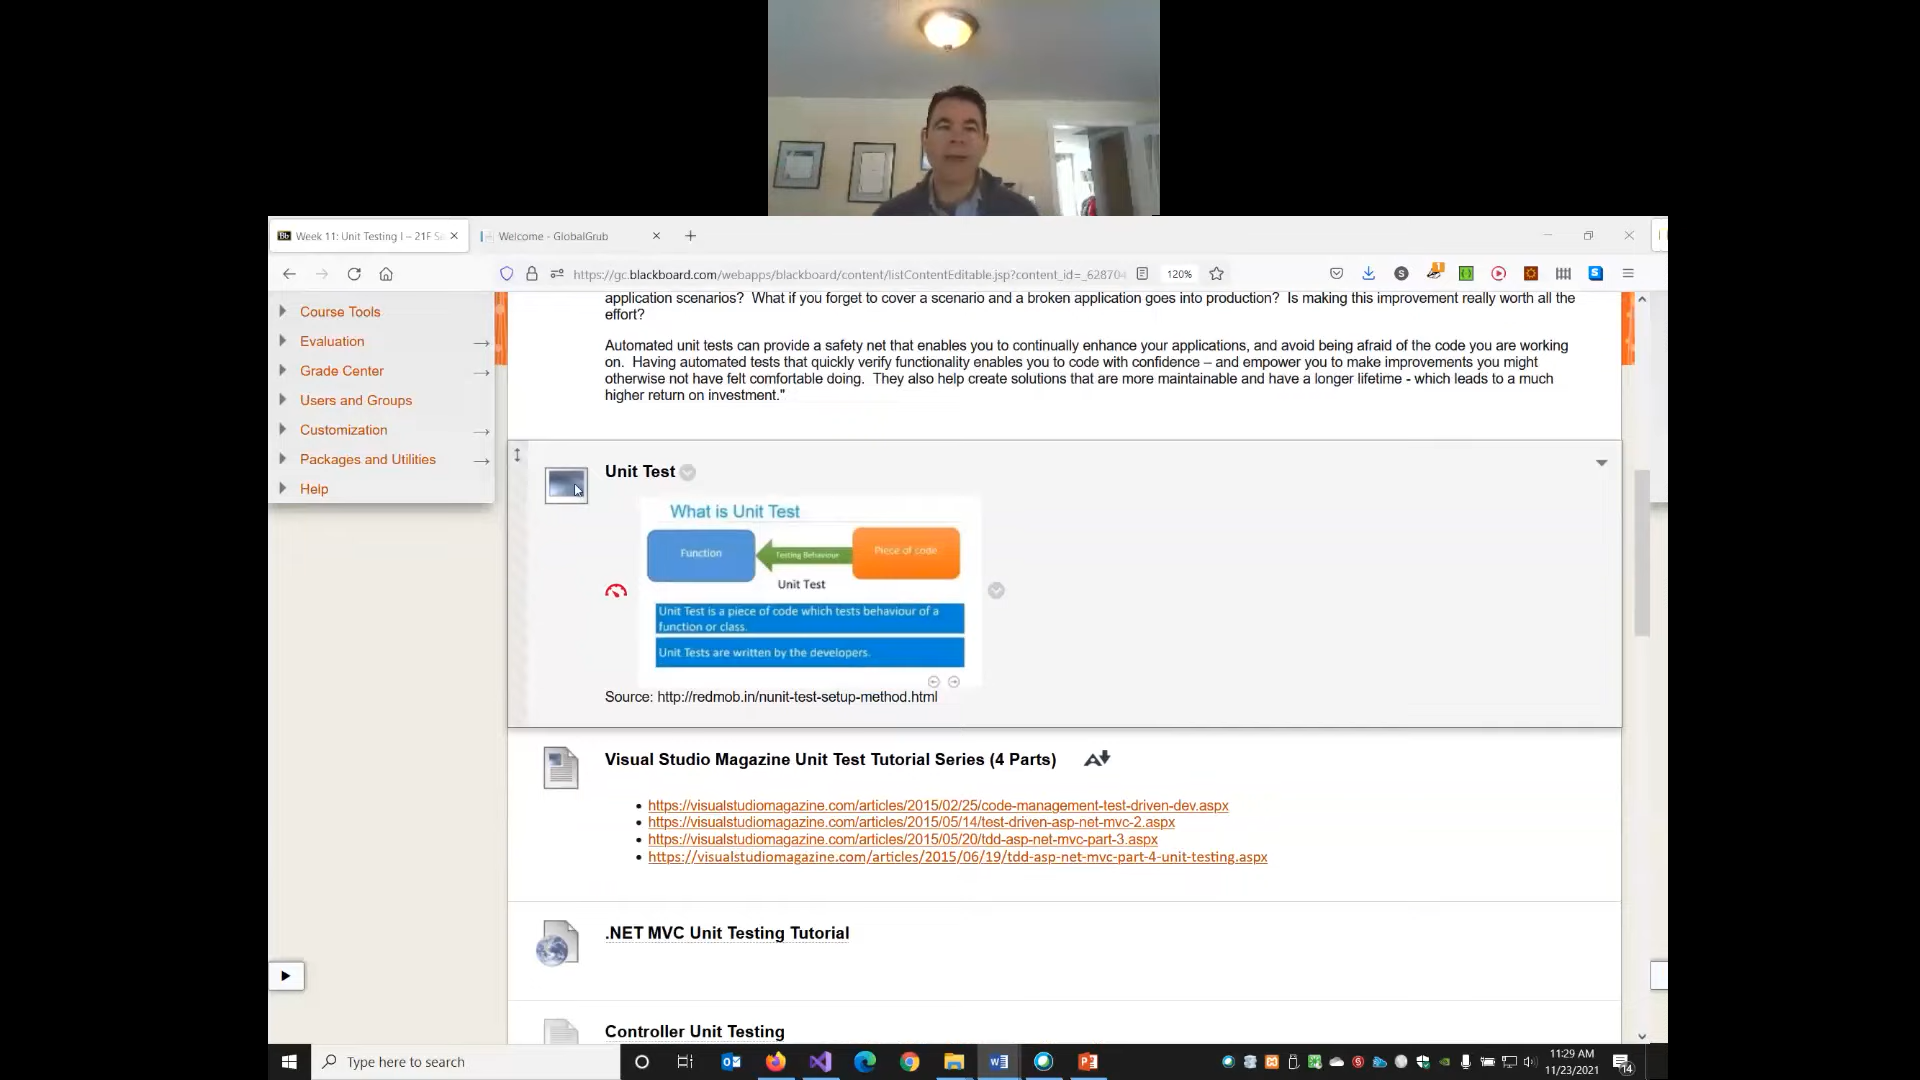 Week 11: Unit Testing I – 21F Se
Welcome - GlobalGrub
https://gc.blackboard.com/webapps/blackboard/content/listContentEditable.jsp?content_id=_628704
120%
Course Tools
Evaluation
Grade Center
Users and Groups
Customization
Packages and Utilities
Help
application scenarios? What if you forget to cover a scenario and a broken application goes into production? Is making this improvement really worth all the
effort?
Automated unit tests can provide a safety net that enables you to continually enhance your applications, and avoid being afraid of the code you are working
on. Having automated tests that quickly verify functionality enables you to code with confidence – and empower you to make improvements you might
otherwise not have felt comfortable doing. They also help create solutions that are more maintainable and have a longer lifetime - which leads to a much
higher return on investment."
Unit Test
What is Unit Test
Function
Testing Behaviour
Piece of code
Unit Test
Unit Test is a piece of code which tests behaviour of a
function or class.
Unit Tests are written by the developers.
Source: http://redmob.in/nunit-test-setup-method.html
Visual Studio Magazine Unit Test Tutorial Series (4 Parts)
https://visualstudiomagazine.com/articles/2015/02/25/code-management-test-driven-dev.aspx
https://visualstudiomagazine.com/articles/2015/05/14/test-driven-asp-net-mvc-2.aspx
https://visualstudiomagazine.com/articles/2015/05/20/tdd-asp-net-mvc-part-3.aspx
https://visualstudiomagazine.com/articles/2015/06/19/tdd-asp-net-mvc-part-4-unit-testing.aspx
.NET MVC Unit Testing Tutorial
Controller Unit Testing
Type here to search
11:29 AM
11/23/2021
14